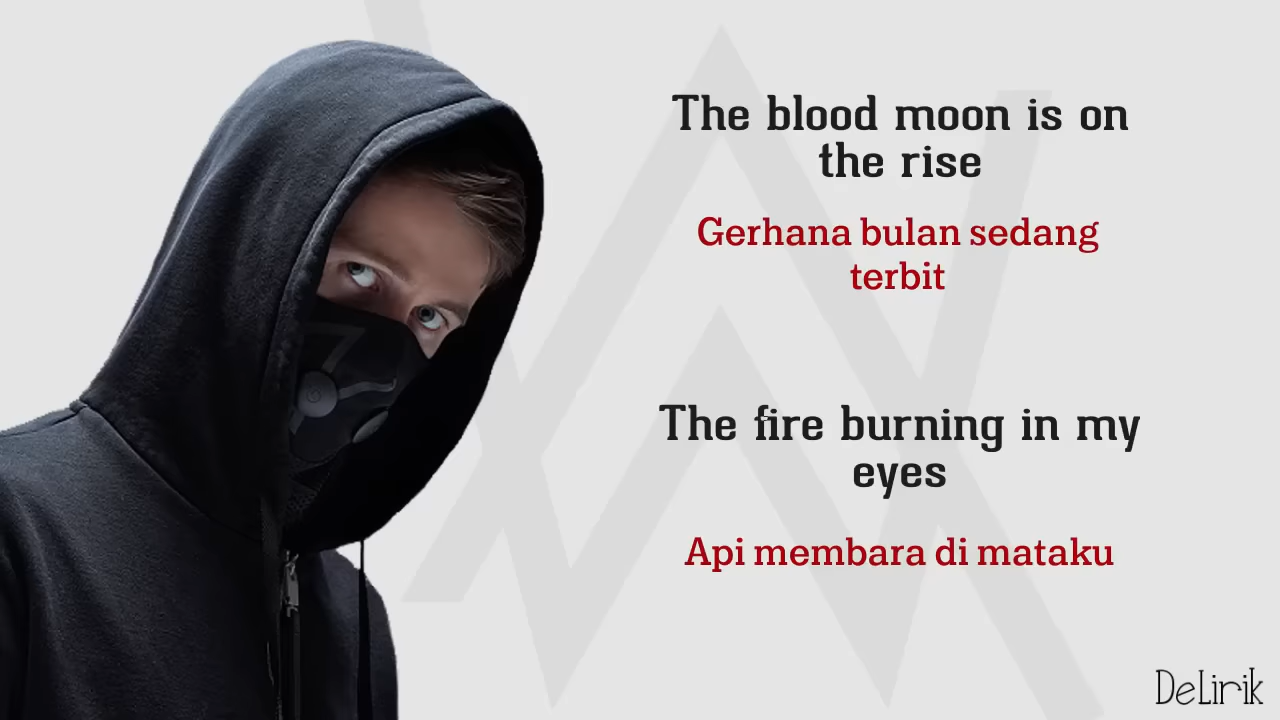 The blood moon is on
the rise
Gerhana bulan sedang
terbit
The fire burning in my
eyes
Api membara di mataku
DeLirik